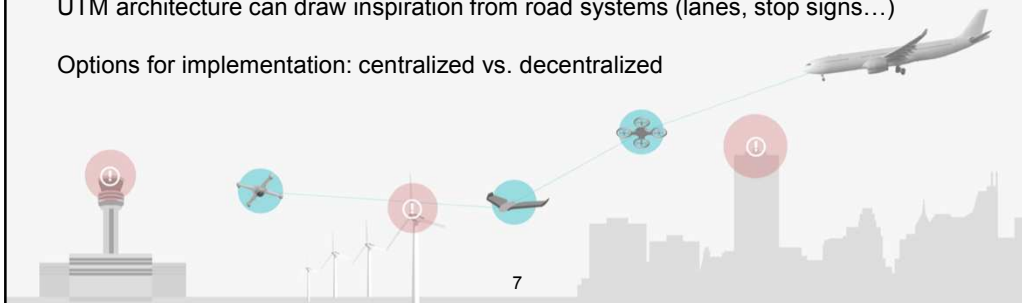 UTM architecture can draw inspiration from road systems (lanes, stop signs…)
Options for implementation: centralized vs. decentralized
!
!
!
7